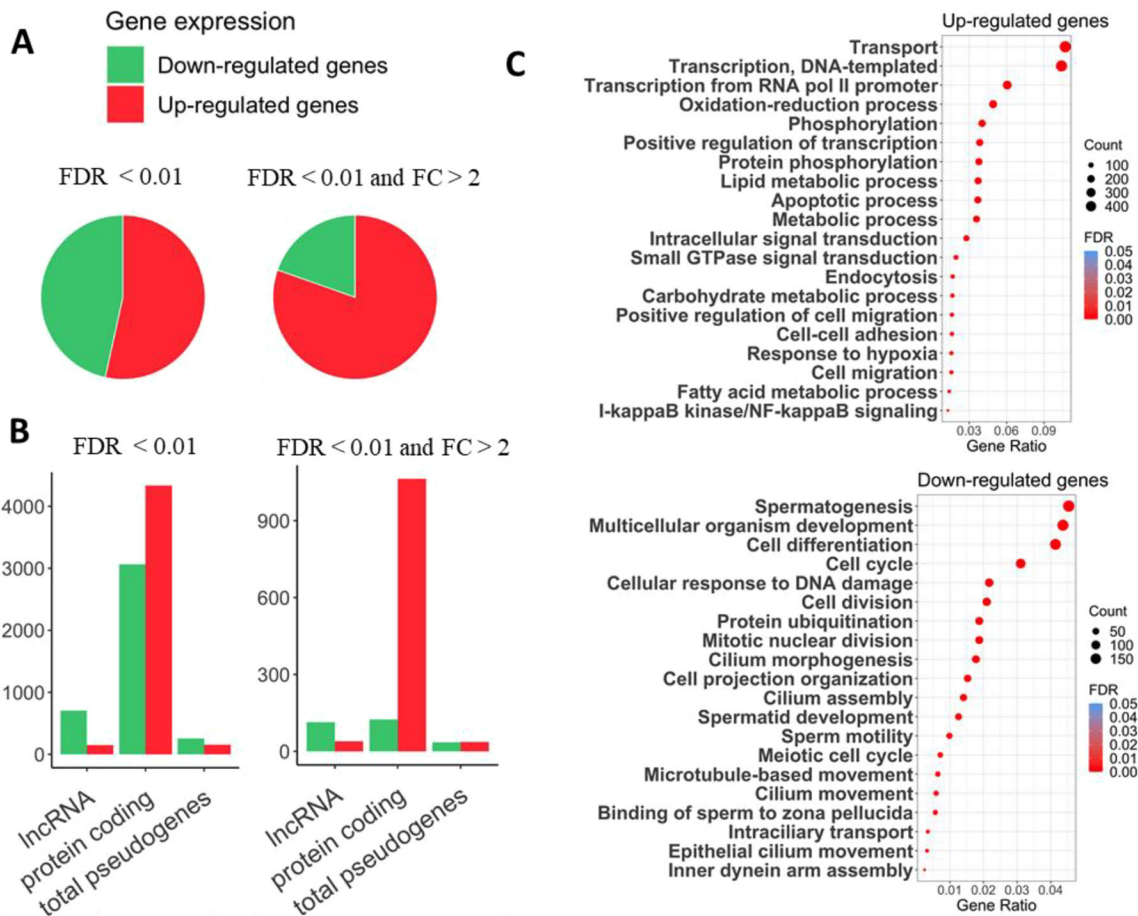 A
Gene expression
Down-regulated genes
Up-regulated genes
FDR < 0.01
FDR < 0.01 and FC > 2
B
FDR < 0.01
4000
3000
2000
1000
0
lncRNA
protein coding
total pseudogenes
FDR < 0.01 and FC > 2
900
600
300
0
lncRNA
protein coding
total pseudogenes
C
Up-regulated genes
Transport
Transcription, DNA-templated
Transcription from RNA pol II promoter
Oxidation-reduction process
Phosphorylation
Positive regulation of transcription
Protein phosphorylation
Lipid metabolic process
Apoptotic process
Metabolic process
Intracellular signal transduction
Small GTPase signal transduction
Endocytosis
Carbohydrate metabolic process
Positive regulation of cell migration
Cell-cell adhesion
Response to hypoxia
Cell migration
Fatty acid metabolic process
I-kappaB kinase/NF-kappaB signaling
0.03 0.06 0.09
Gene Ratio
Count
100
200
300
400
FDR
0.05
0.04
0.03
0.02
0.01
0.00
Down-regulated genes
Spermatogenesis
Multicellular organism development
Cell differentiation
Cell cycle
Cellular response to DNA damage
Cell division
Protein ubiquitination
Mitotic nuclear division
Cilium morphogenesis
Cell projection organization
Cilium assembly
Spermatid development
Sperm motility
Meiotic cell cycle
Microtubule-based movement
Cilium movement
Binding of sperm to zona pellucida
Intraciliary transport
Epithelial cilium movement
Inner dynein arm assembly
0.01 0.02 0.03 0.04
Gene Ratio
Count
50
100
150
FDR
0.05
0.04
0.03
0.02
0.01
0.00